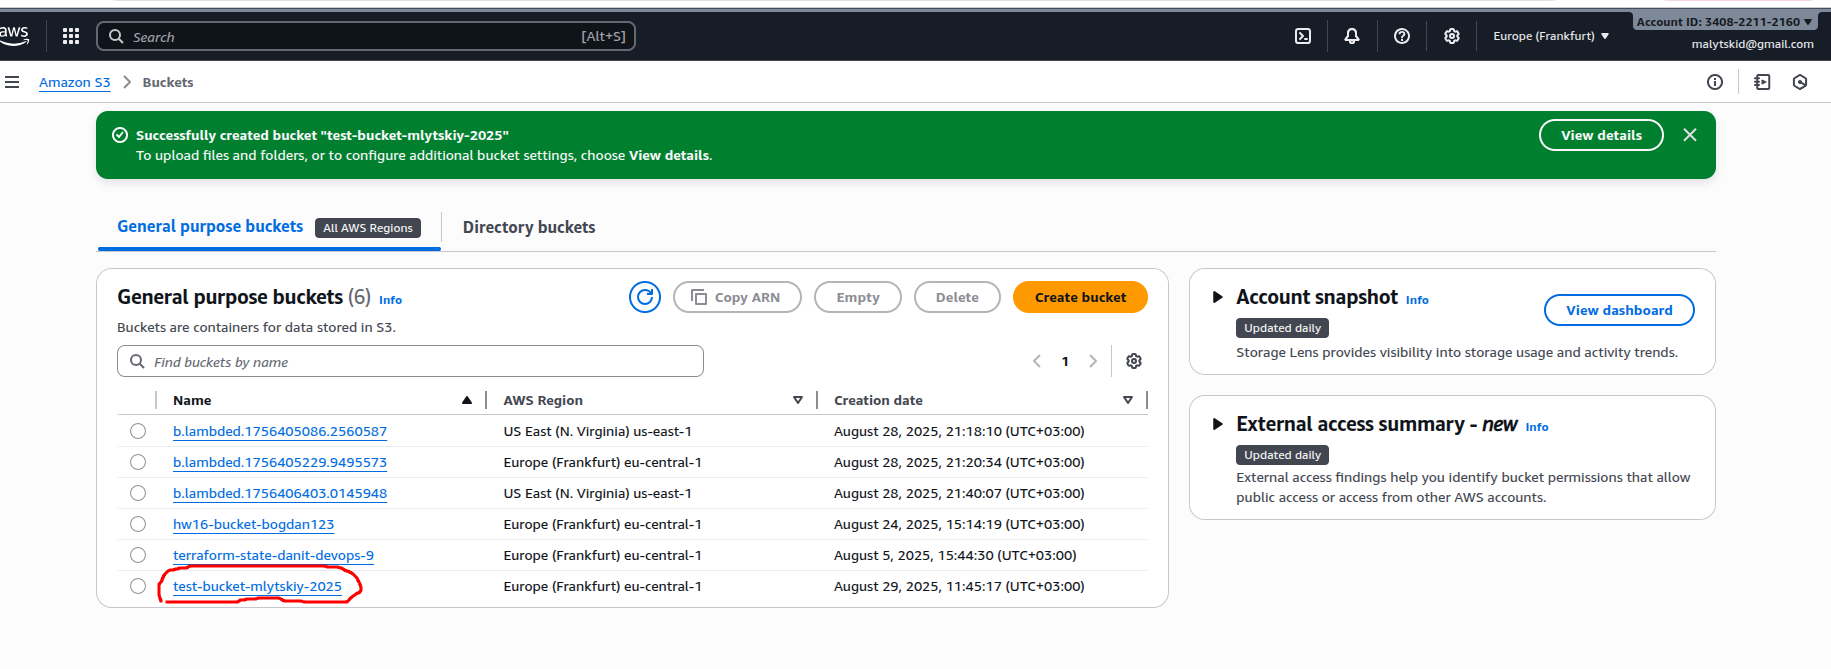 aws
Search [Alt+S]
Europe (Frankfurt)
Account ID: 3408-2211-2160
malytskid@gmail.com
Amazon S3 Buckets
Successfully created bucket "test-bucket-mlytskiy-2025"
To upload files and folders, or to configure additional bucket settings, choose View details.
View details
General purpose buckets All AWS Regions Directory buckets
General purpose buckets (6) Info
Copy ARN Empty Delete Create bucket
Buckets are containers for data stored in S3.
Find buckets by name
1
Name AWS Region Creation date
b.lambded.1756405086.2560587 US East (N. Virginia) us-east-1 August 28, 2025, 21:18:10 (UTC+03:00)
b.lambded.1756405229.9495573 Europe (Frankfurt) eu-central-1 August 28, 2025, 21:20:34 (UTC+03:00)
b.lambded.1756406403.0145948 US East (N. Virginia) us-east-1 August 28, 2025, 21:40:07 (UTC+03:00)
hw16-bucket-bogdan123 Europe (Frankfurt) eu-central-1 August 24, 2025, 15:14:19 (UTC+03:00)
terraform-state-danit-devops-9 Europe (Frankfurt) eu-central-1 August 5, 2025, 15:44:30 (UTC+03:00)
test-bucket-mlytskiy-2025 Europe (Frankfurt) eu-central-1 August 29, 2025, 11:45:17 (UTC+03:00)
Account snapshot Info
View dashboard
Updated daily
Storage Lens provides visibility into storage usage and activity trends.
External access summary - new Info
Updated daily
External access findings help you identify bucket permissions that allow
public access or access from other AWS accounts.